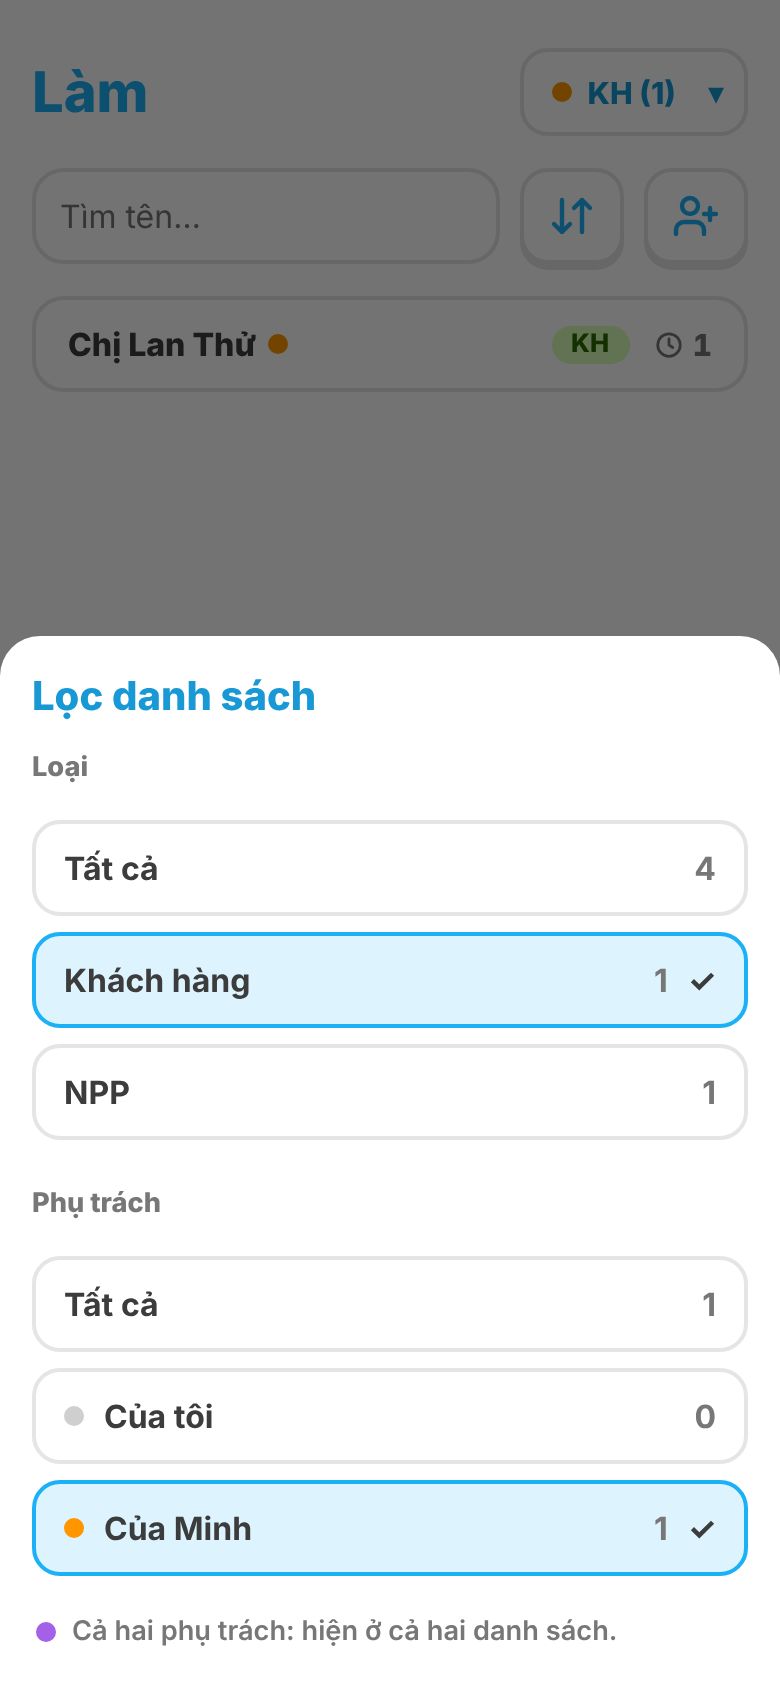 Làm
KH (1) ▼
Tìm tên...
Chị Lan Thử KH 1
Lọc danh sách
Loại
Tất cả 4
Khách hàng 1 ✓
NPP 1
Phụ trách
Tất cả 1
Của tôi 0
Của Minh 1 ✓
Cả hai phụ trách: hiện ở cả hai danh sách.